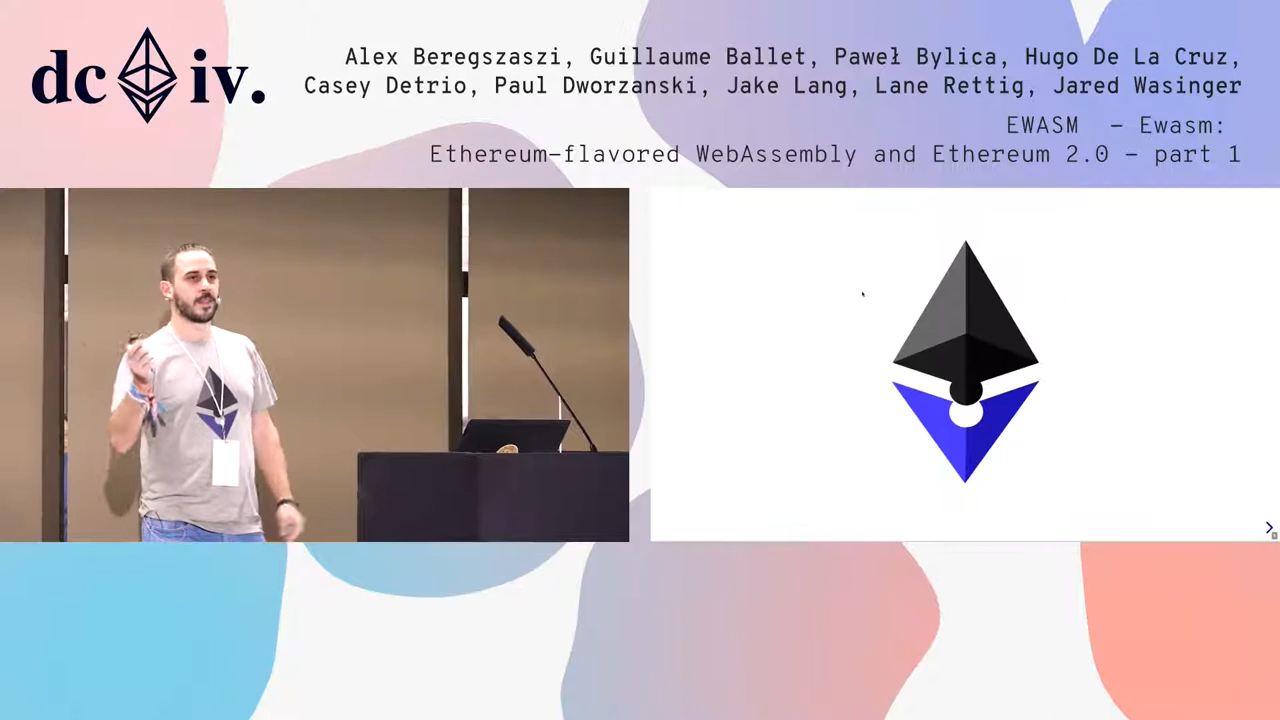 dc iv.
Alex Beregszaszi, Guillaume Ballet, Paweł Bylica, Hugo De La Cruz,
Casey Detrio, Paul Dworzanski, Jake Lang, Lane Rettig, Jared Wasinger
EWASM - Ewasm:
Ethereum-flavored WebAssembly and Ethereum 2.0 - part 1